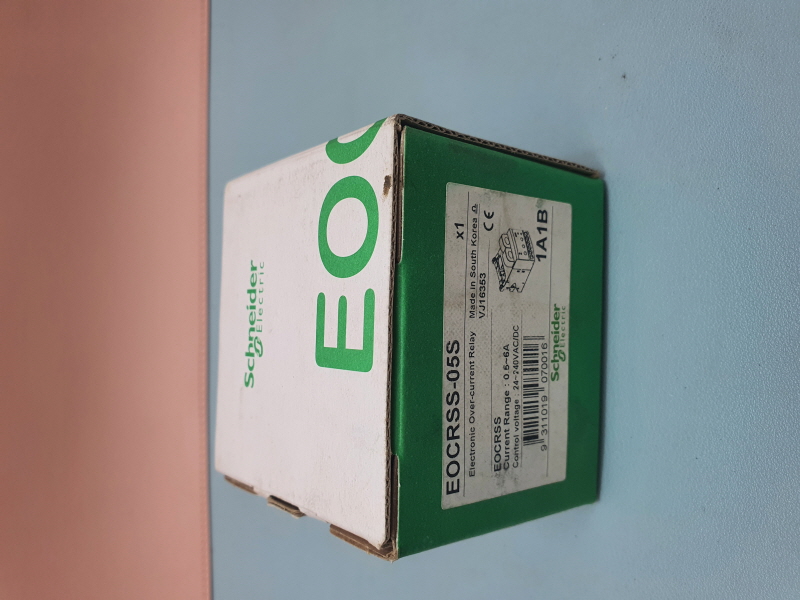 Schneider
Electric
EOC
EOCRSS-05S
x1
Electronic Over-current Relay
Made in South Korea
VJ16353
CE
EOCRSS
Current Range : 0.5~6A
Control voltage : 24~240VAC/DC
9 311019 070016
1A1B
Schneider
Electric